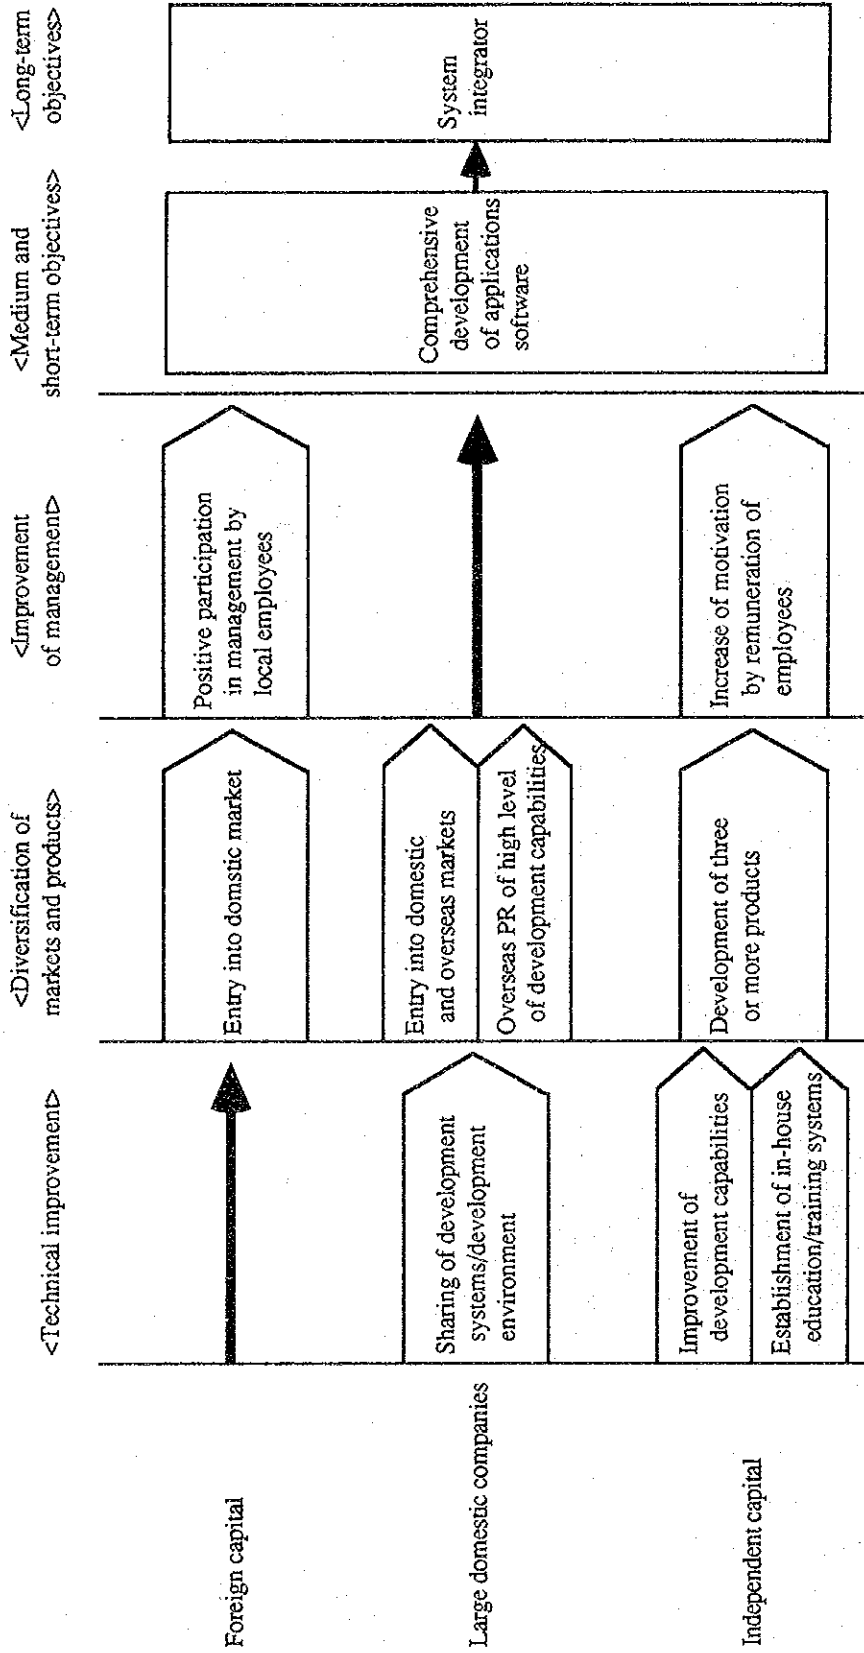 <Technical improvement>
<Diversification of
markets and products>
<Improvement
of management>
<Medium and
short-term objectives>
<Long-term
objectives>
Foreign capital
Entry into domstic market
Positive participation
in management by
local employees
Large domestic companies
Sharing of development
systems/development
environment
Entry into domestic
and overseas markets
Overseas PR of high level
of development capabilities
Comprehensive
development
of applications
software
System
integrator
Independent capital
Improvement of
development capabilities
Establishment of in-house
education/training systems
Development of three
or more products
Increase of motivation
by remuneration of
employees